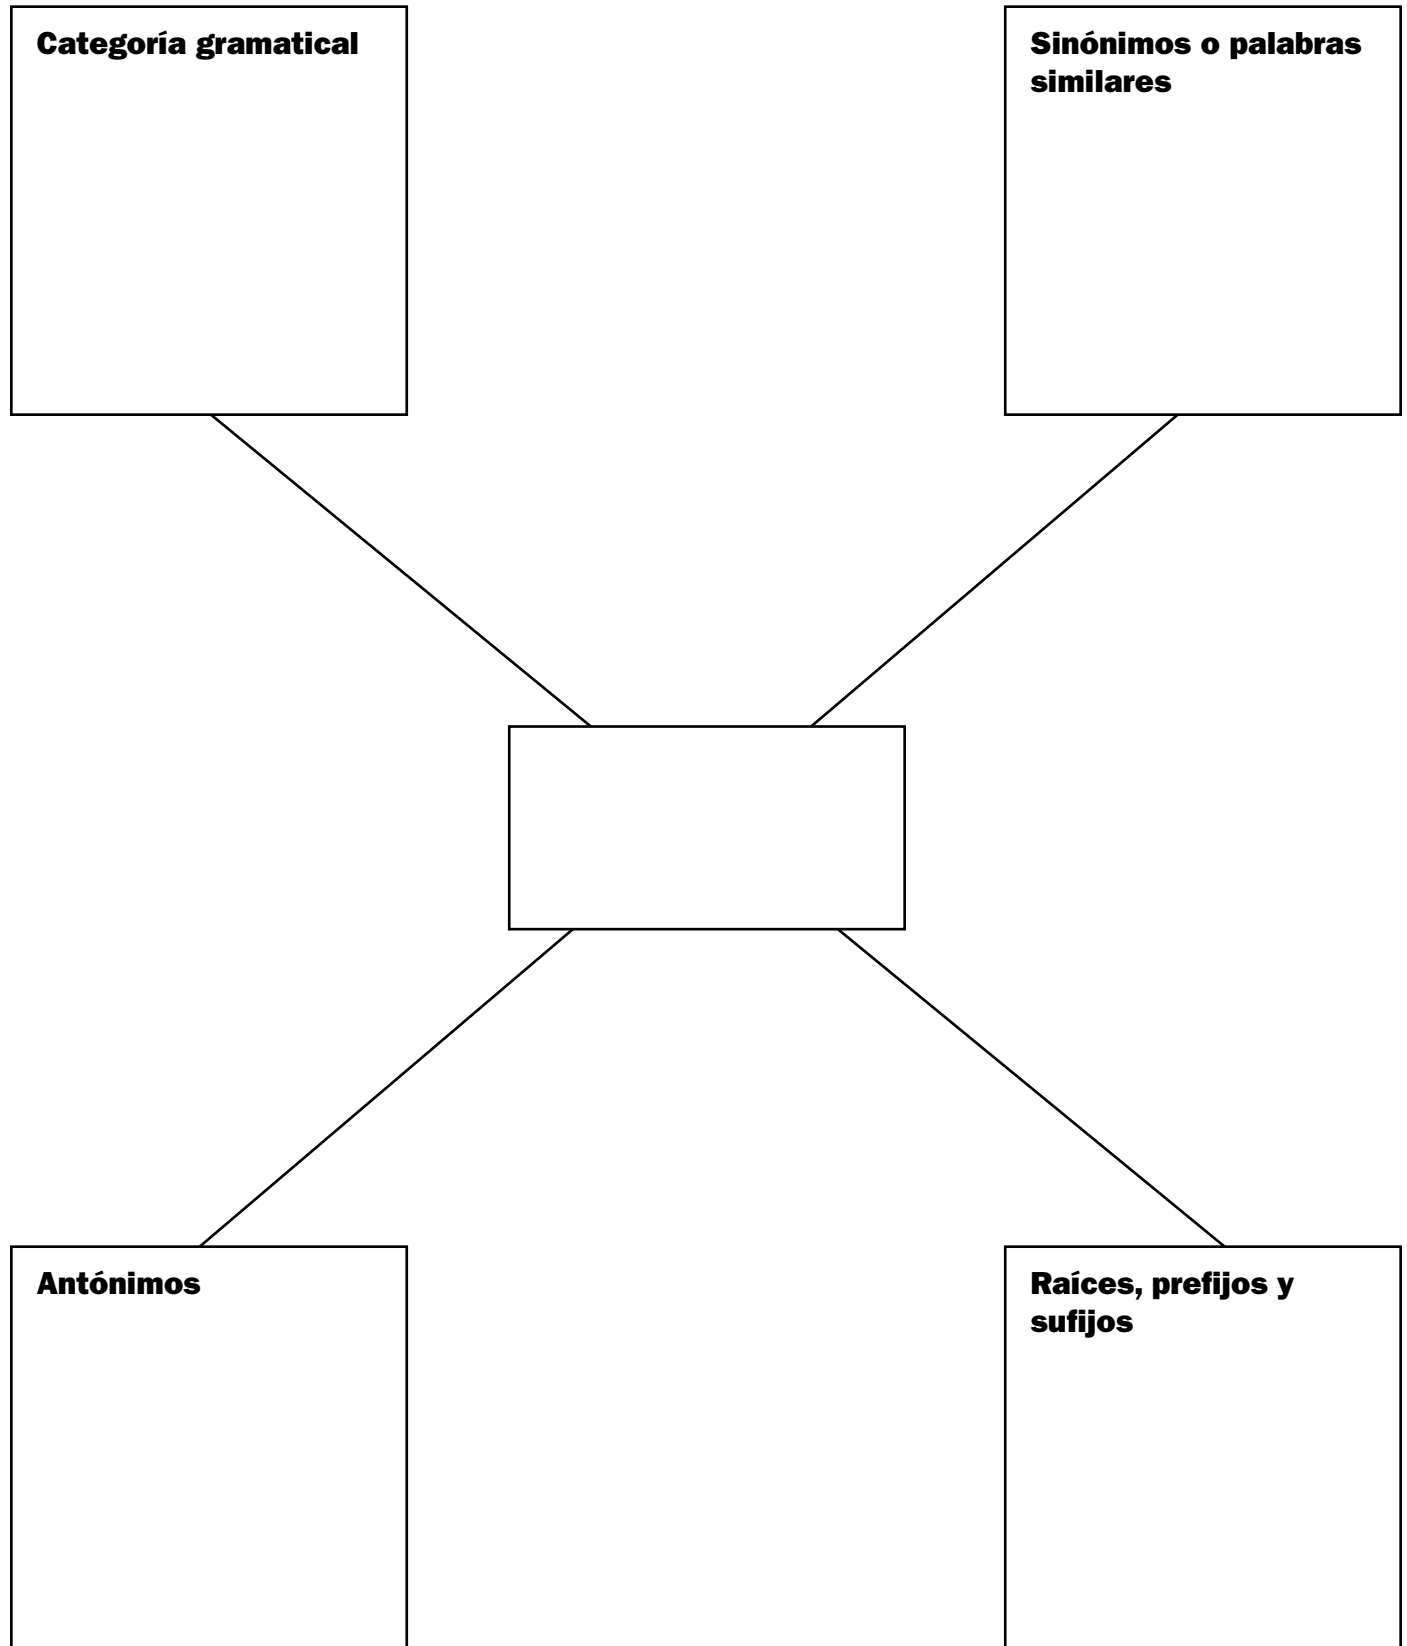 Categoría gramatical
Sinónimos o palabras
similares
Antónimos
Raíces, prefijos y
sufijos